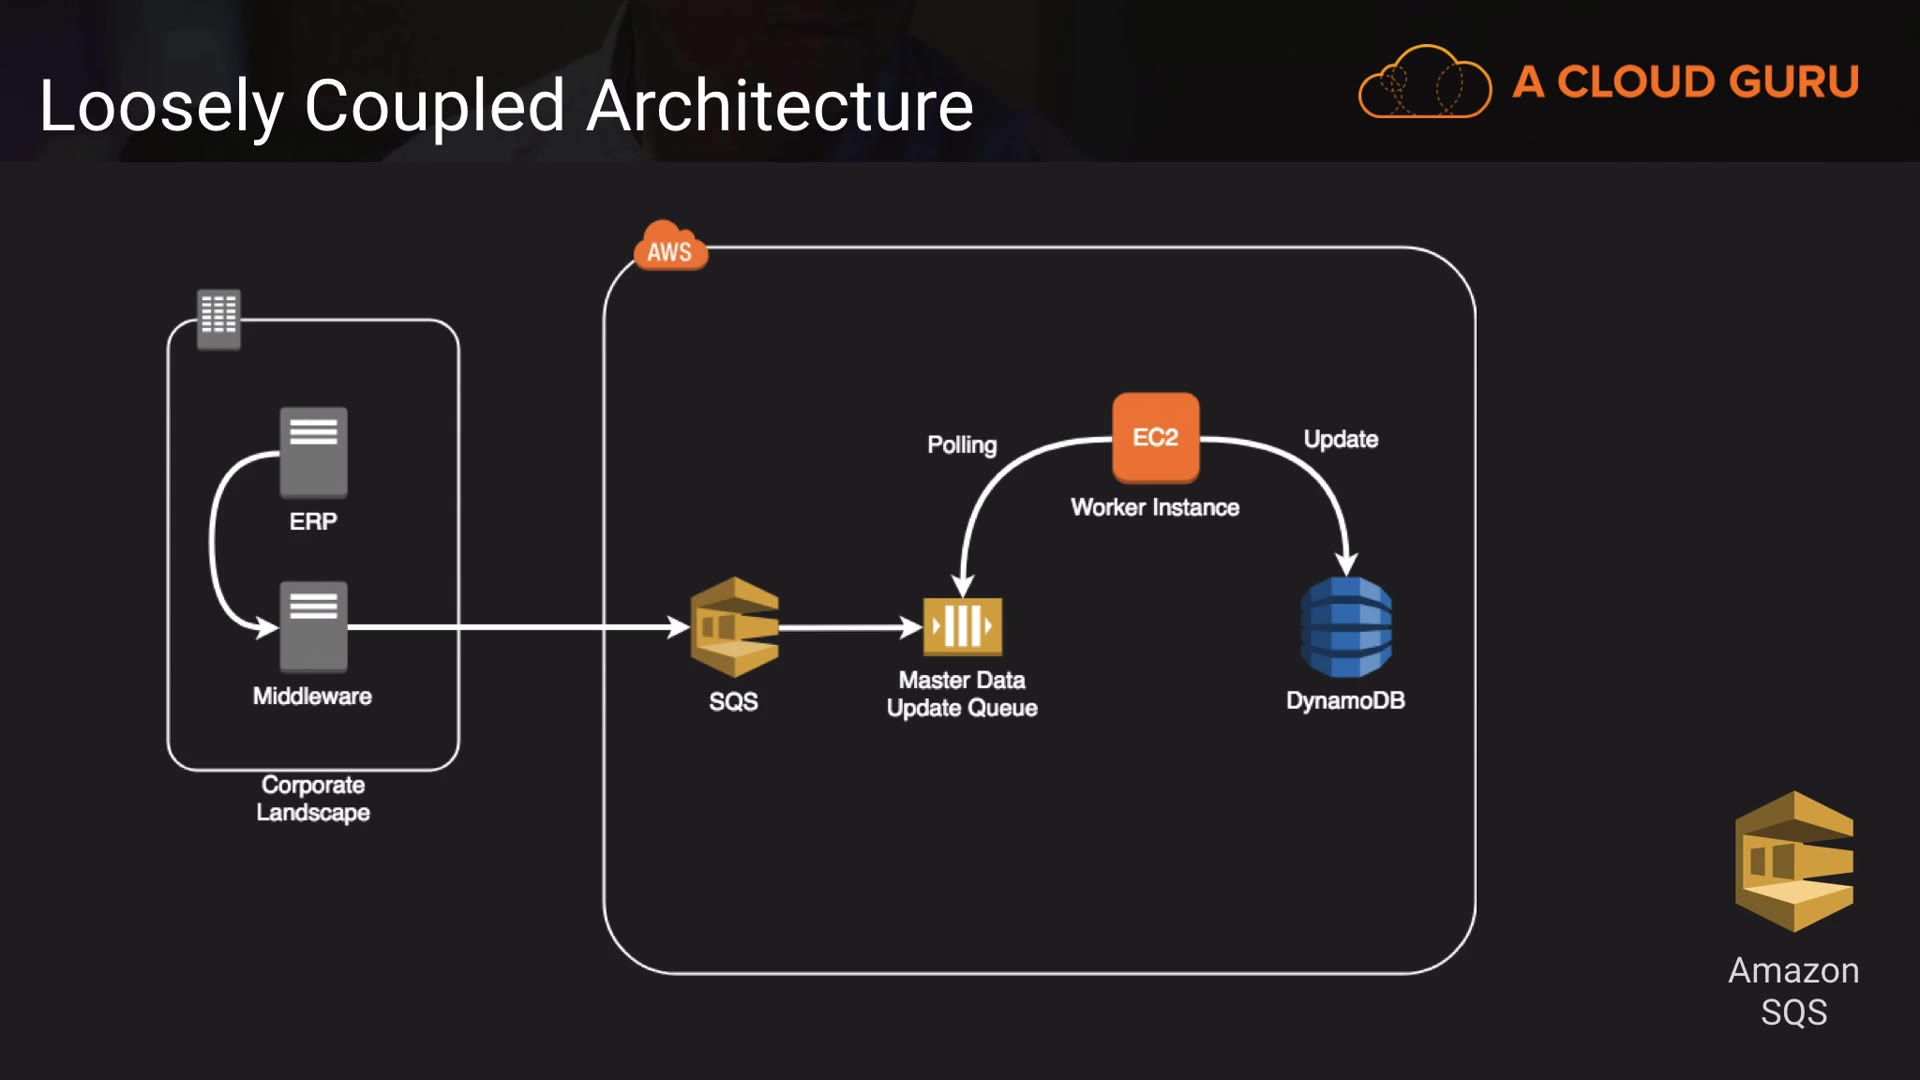 Loosely Coupled Architecture
A CLOUD GURU
AWS
ERP
Middleware
Corporate
Landscape
SQS
Polling
Master Data
Update Queue
EC2
Worker Instance
Update
DynamoDB
Amazon
SQS